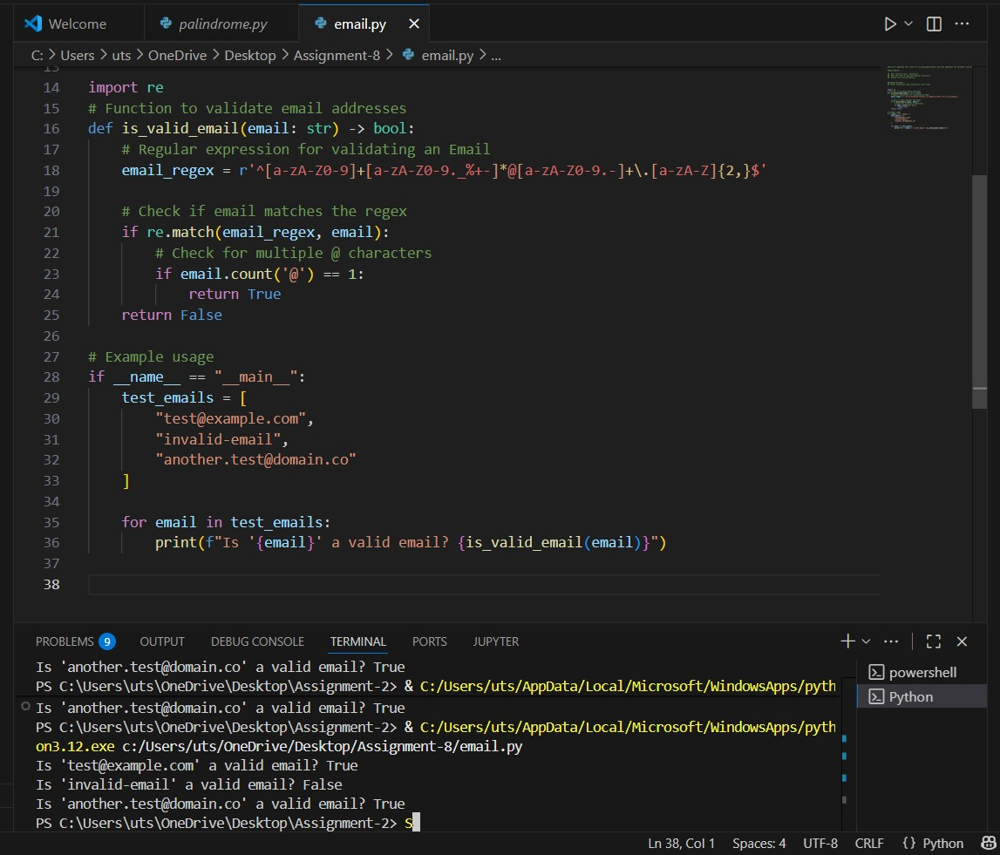 Welcome palindrome.py email.py
C: > Users > uts > OneDrive > Desktop > Assignment-8 > email.py > ...
13
14 import re
15 # Function to validate email addresses
16 def is_valid_email(email: str) -> bool:
17     # Regular expression for validating an Email
18     email_regex = r'^[a-zA-Z0-9]+[a-zA-Z0-9._%+-]*@[a-zA-Z0-9.-]+\.[a-zA-Z]{2,}$'
19
20     # Check if email matches the regex
21     if re.match(email_regex, email):
22         # Check for multiple @ characters
23         if email.count('@') == 1:
24             return True
25     return False
26
27 # Example usage
28 if __name__ == "__main__":
29     test_emails = [
30         "test@example.com",
31         "invalid-email",
32         "another.test@domain.co"
33     ]
34
35     for email in test_emails:
36         print(f"Is '{email}' a valid email? {is_valid_email(email)}")
37
38
PROBLEMS 9 OUTPUT DEBUG CONSOLE TERMINAL PORTS JUPYTER
Is 'another.test@domain.co' a valid email? True
PS C:\Users\uts\OneDrive\Desktop\Assignment-2> & C:/Users/uts/AppData/Local/Microsoft/WindowsApps/pyth
Is 'another.test@domain.co' a valid email? True
PS C:\Users\uts\OneDrive\Desktop\Assignment-2> & C:/Users/uts/AppData/Local/Microsoft/WindowsApps/pyth
on3.12.exe c:/Users/uts/OneDrive/Desktop/Assignment-8/email.py
Is 'test@example.com' a valid email? True
Is 'invalid-email' a valid email? False
Is 'another.test@domain.co' a valid email? True
PS C:\Users\uts\OneDrive\Desktop\Assignment-2> S
powershell
Python
Ln 38, Col 1 Spaces: 4 UTF-8 CRLF {} Python